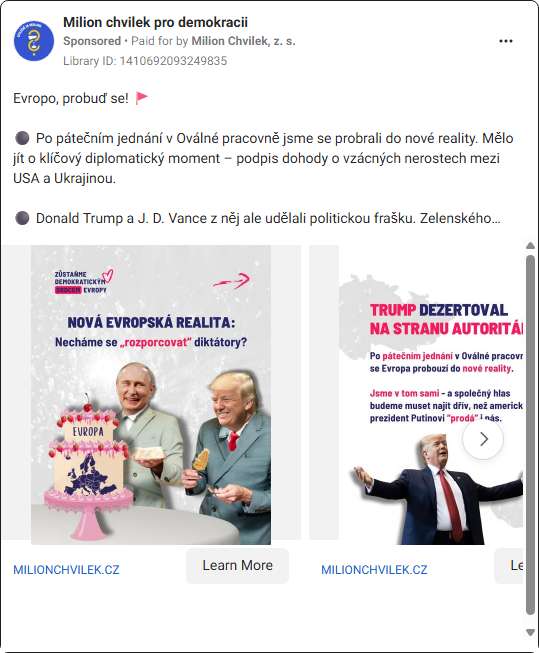 Milion chvilek pro demokracii
Sponsored • Paid for by Milion Chvilek, z. s.
Library ID: 1410692093249835
Evropo, probuď se!
Po pátečním jednání v Oválné pracovně jsme se probrali do nové reality. Mělo
jít o klíčový diplomatický moment – podpis dohody o vzácných nerostech mezi
USA a Ukrajinou.
Donald Trump a J. D. Vance z něj ale udělali politickou frašku. Zelenského…
ZŮSTAŇME
DEMOKRATICKÝM
SRDCEM EVROPY
NOVÁ EVROPSKÁ REALITA:
Necháme se „rozporcovat" diktátory?
EVROPA
MILIONCHVILEK.CZ
Learn More
TRUMP DEZERTOVAL
NA STRANU AUTORITÁ
Po pátečním jednání v Oválné pracovn
se Evropa probouzí do nové reality.
Jsme v tom sami - a společný hlas
budeme muset najít dřív, než americk
prezident Putinovi "prodá" i nás.
MILIONCHVILEK.CZ
Le